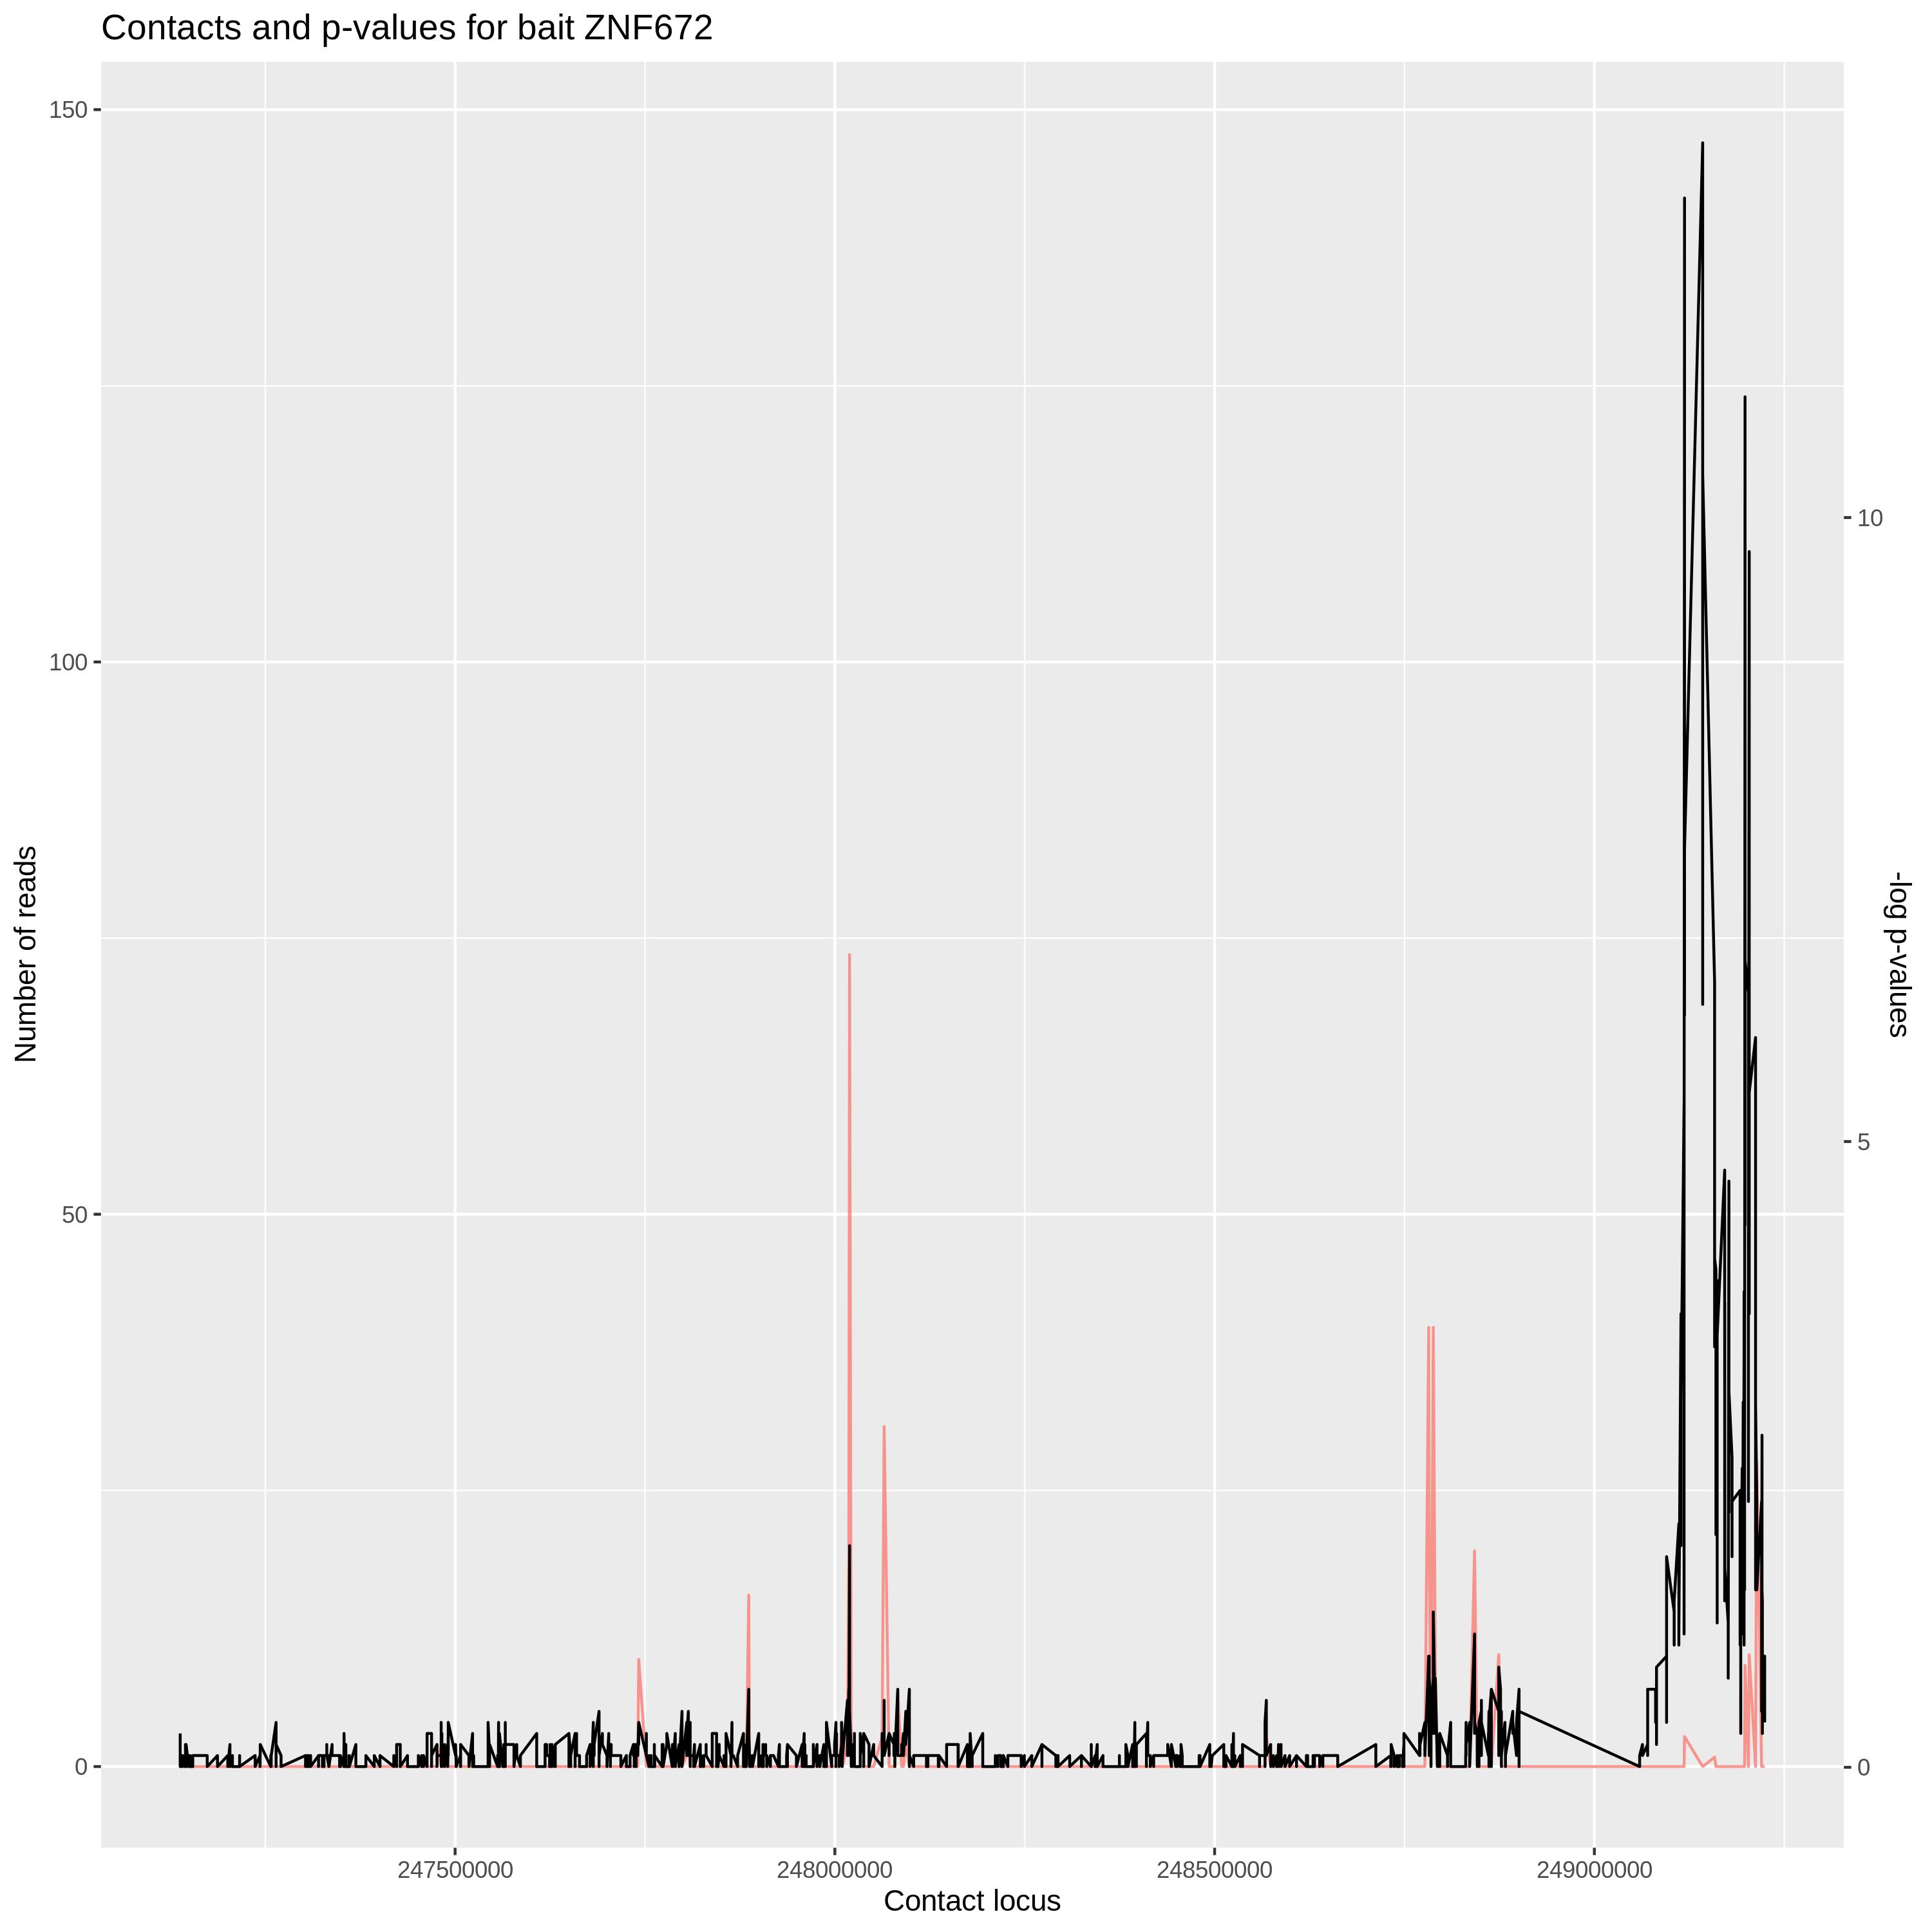 Contacts and p-values for bait ZNF672
150
100
50
0
Number of reads
10
5
0
-log p-values
247500000
248000000
248500000
249000000
Contact locus